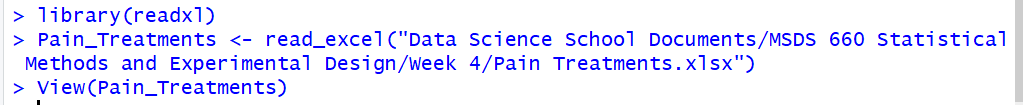 > library(readxl)
> Pain_Treatments <- read_excel("Data Science School Documents/MSDS 660 Statistical
Methods and Experimental Design/Week 4/Pain Treatments.xlsx")
> View(Pain_Treatments)